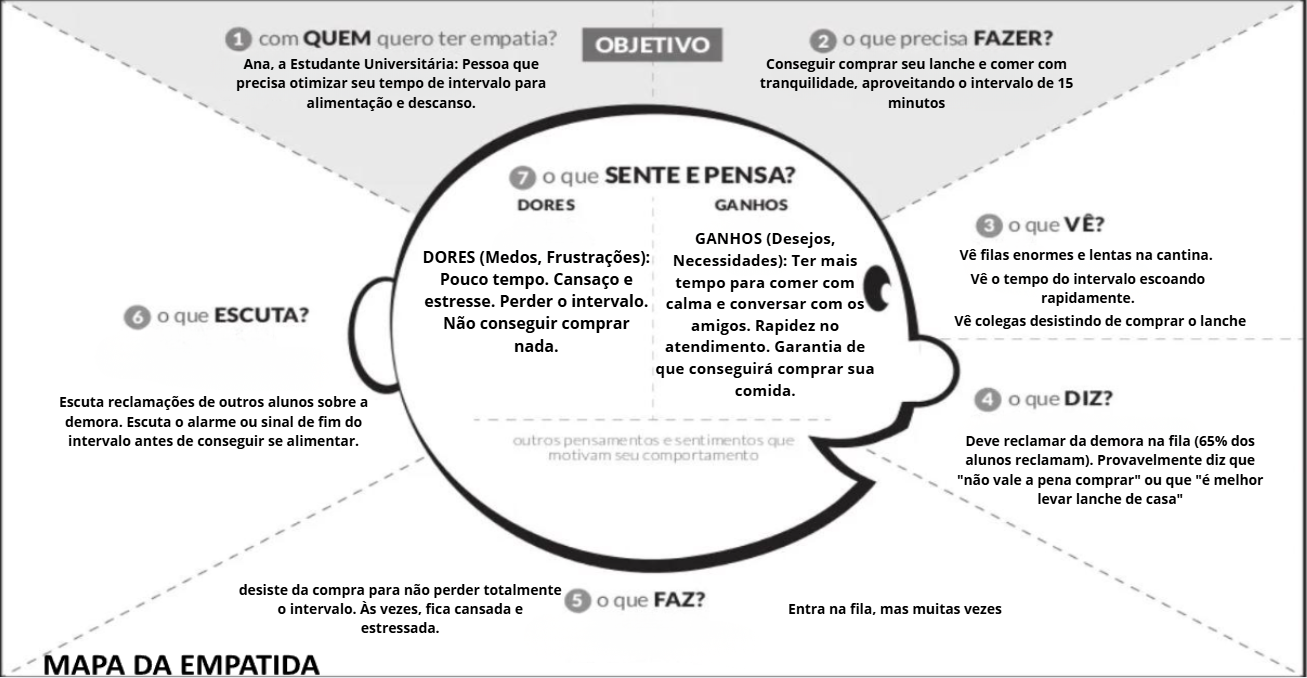 1 com QUEM quero ter empatia?
Ana, a Estudante Universitária: Pessoa que
precisa otimizar seu tempo de intervalo para
alimentação e descanso.
OBJETIVO
2 o que precisa FAZER?
Conseguir comprar seu lanche e comer com
tranquilidade, aproveitando o intervalo de 15
minutos
7 o que SENTE E PENSA?
DORES
DORES (Medos, Frustrações):
Pouco tempo. Cansaço e
estresse. Perder o intervalo.
Não conseguir comprar
nada.
GANHOS
GANHOS (Desejos,
Necessidades): Ter mais
tempo para comer com
calma e conversar com os
amigos. Rapidez no
atendimento. Garantia de
que conseguirá comprar sua
comida.
outros pensamentos e sentimentos que
motivam seu comportamento
3 o que VÊ?
Vê filas enormes e lentas na cantina.
Vê o tempo do intervalo escoando
rapidamente.
Vê colegas desistindo de comprar o lanche
4 o que DIZ?
Deve reclamar da demora na fila (65% dos
alunos reclamam). Provavelmente diz que
"não vale a pena comprar" ou que "é melhor
levar lanche de casa"
6 o que ESCUTA?
Escuta reclamações de outros alunos sobre a
demora. Escuta o alarme ou sinal de fim do
intervalo antes de conseguir se alimentar.
5 o que FAZ?
desiste da compra para não perder totalmente
o intervalo. Às vezes, fica cansada e
estressada.
Entra na fila, mas muitas vezes
MAPA DA EMPATIDA